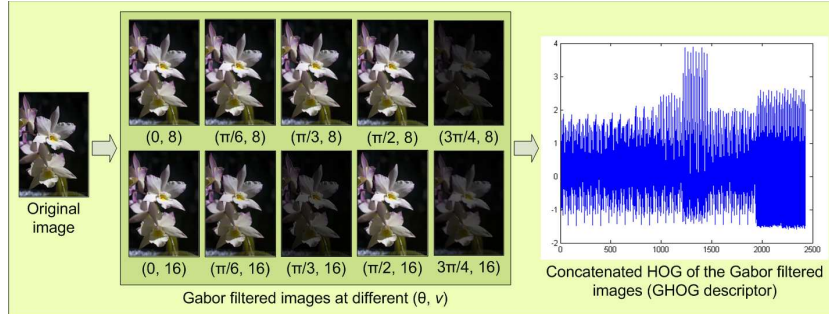 Original
image
(0, 8) (π/6, 8) (π/3, 8) (π/2, 8) (3π/4, 8)
(0, 16) (π/6, 16) (π/3, 16) (π/2, 16) 3π/4, 16)
Gabor filtered images at different (θ, v)
4
3
2
1
0
-1
-2
0 500 1000 1500 2000 2500
Concatenated HOG of the Gabor filtered
images (GHOG descriptor)